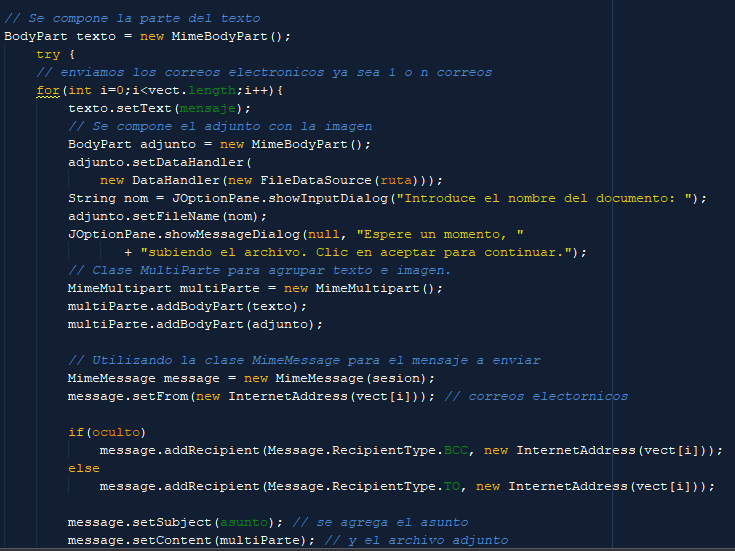 // Se compone la parte del texto
BodyPart texto = new MimeBodyPart();
try {
// enviamos los correos electronicos ya sea 1 o n correos
for(int i=0;i<vect.length;i++){
texto.setText(mensaje);
// Se compone el adjunto con la imagen
BodyPart adjunto = new MimeBodyPart();
adjunto.setDataHandler(
new DataHandler(new FileDataSource(ruta)));
String nom = JOptionPane.showInputDialog("Introduce el nombre del documento: ");
adjunto.setFileName(nom);
JOptionPane.showMessageDialog(null, "Espere un momento, "
+ "subiendo el archivo. Clic en aceptar para continuar.");
// Clase MultiParte para agrupar texto e imagen.
MimeMultipart multiParte = new MimeMultipart();
multiParte.addBodyPart(texto);
multiParte.addBodyPart(adjunto);
// Utilizando la clase MimeMessage para el mensaje a enviar
MimeMessage message = new MimeMessage(sesion);
message.setFrom(new InternetAddress(vect[i])); // correos electornicos
if(oculto)
message.addRecipient(Message.RecipientType.BCC, new InternetAddress(vect[i]));
else
message.addRecipient(Message.RecipientType.TO, new InternetAddress(vect[i]));
message.setSubject(asunto); // se agrega el asunto
message.setContent(multiParte); // y el archivo adjunto